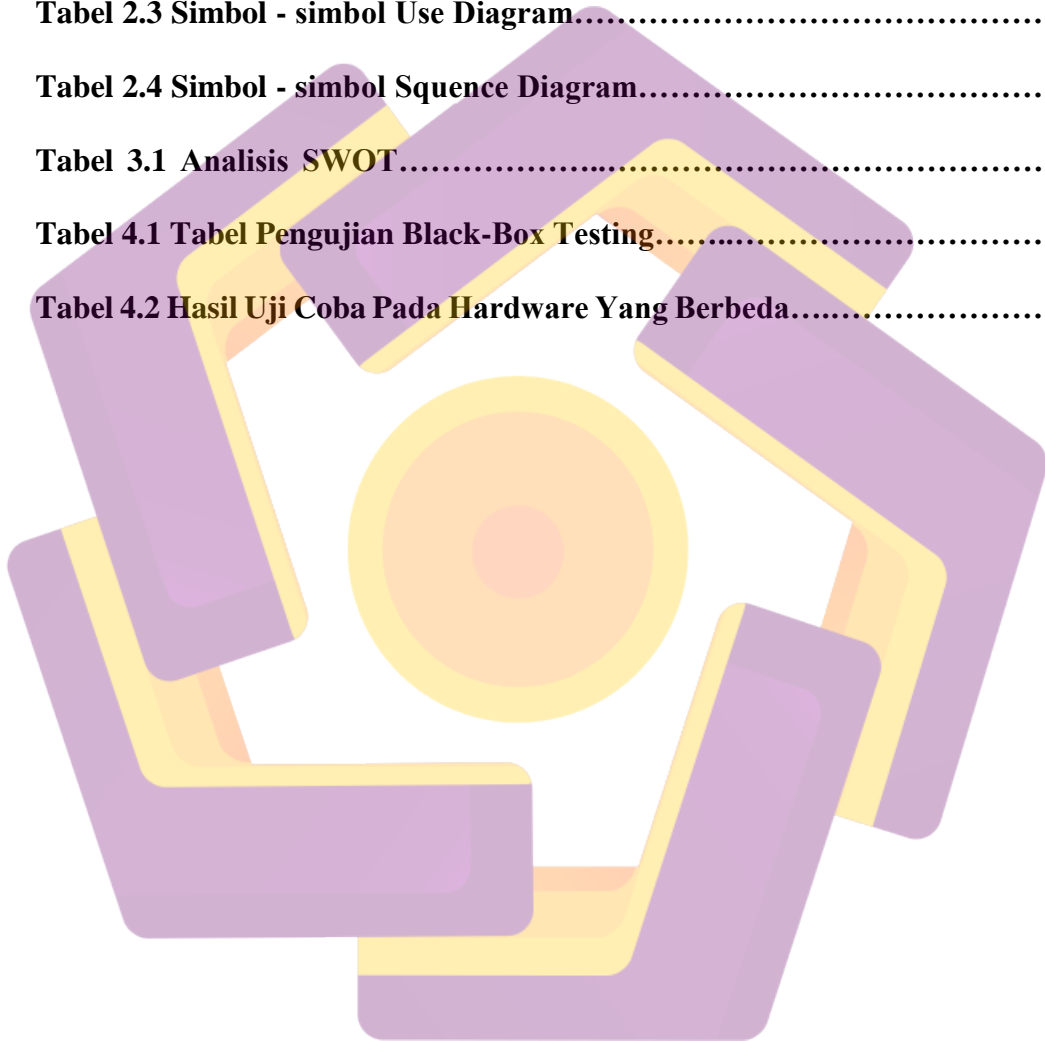 Tabel 2.3 Simbol - simbol Use Diagram……………………………………
Tabel 2.4 Simbol - simbol Squence Diagram………………………………
Tabel 3.1 Analisis SWOT………………..……………………………………
Tabel 4.1 Tabel Pengujian Black-Box Testing……..…………………………
Tabel 4.2 Hasil Uji Coba Pada Hardware Yang Berbeda….…………………